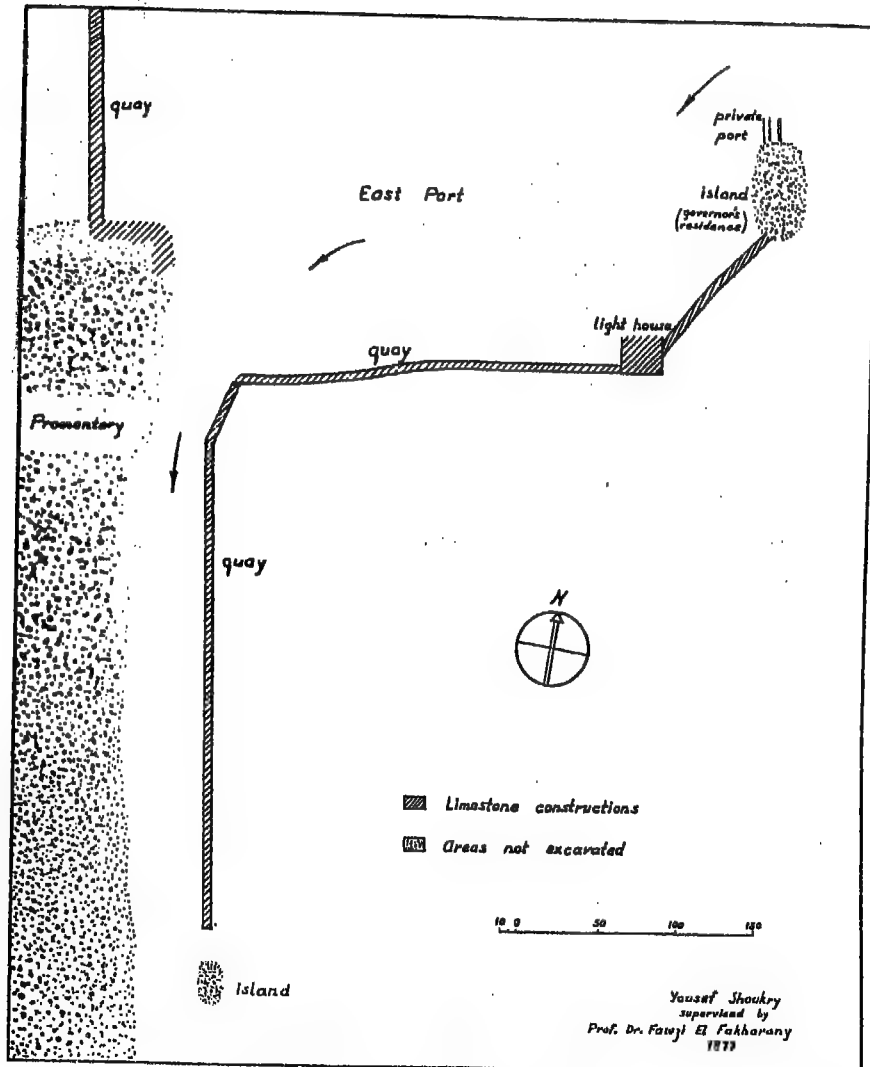 quay
private
port
East Port
island
(governor's
residence)
light house
quay
Promontory
quay
N
Limestone constructions
areas not excavated
10 0 50 100 150
island
Yousef Shoukry
supervised by
Prof. Dr. Fawzi El Fakharany